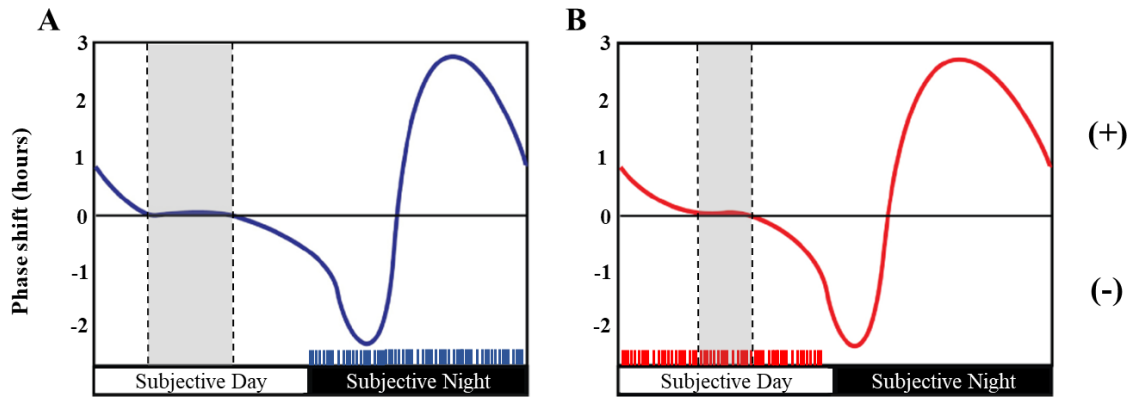 A
B
Phase shift (hours)
3
2
1
0
-1
-2
Subjective Day
Subjective Night
3
2
1
0
-1
-2
Subjective Day
Subjective Night
(+)
(-)